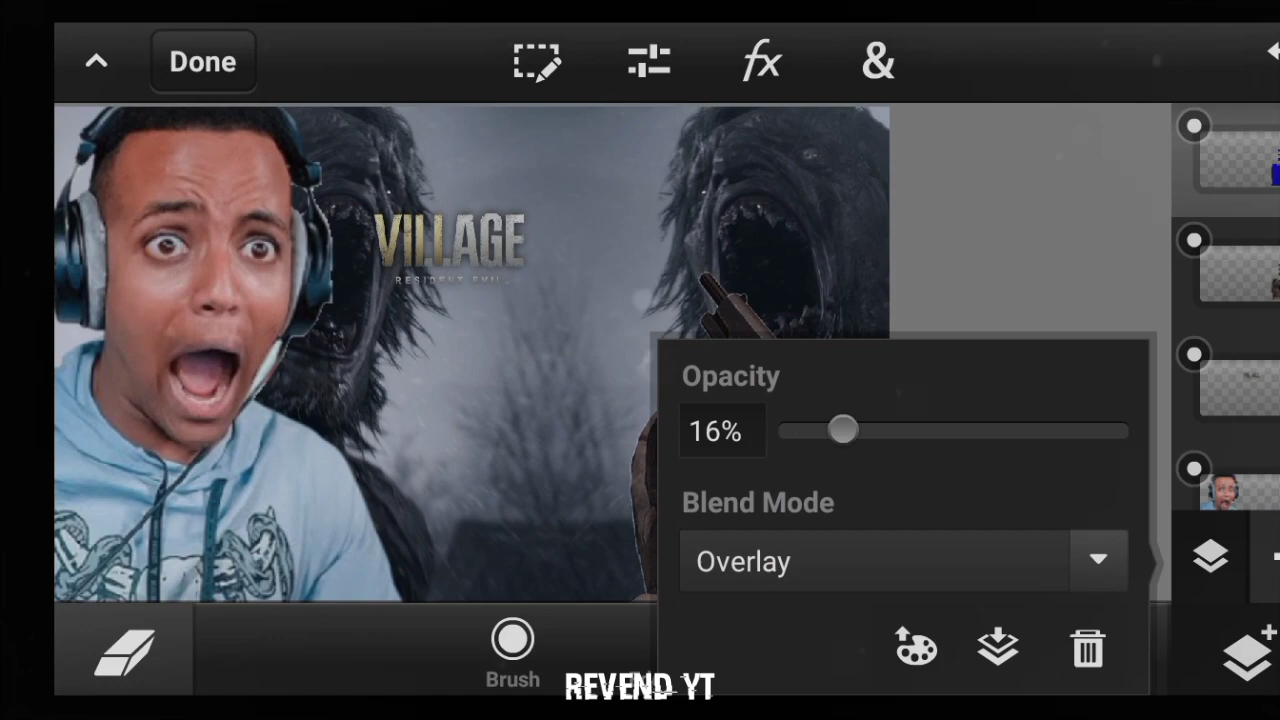 Done
fx
&
VILLAGE
RESIDENT EVIL
Opacity
16%
Blend Mode
Overlay
Brush
REVEND YT